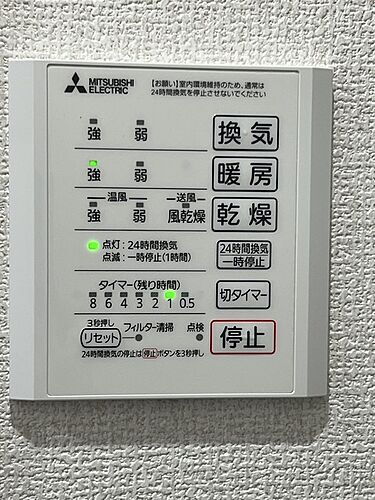 MITSUBISHI ELECTRIC
【お願い】室内環境維持のため、通常は
24時間換気を停止させないでください
強 弱 換気
強 弱 暖房
温風 送風
強 弱 風乾燥 乾燥
点灯:24時間換気
点滅:一時停止(1時間)
24時間換気
一時停止
タイマー(残り時間)
8 6 4 3 2 1 0.5
切タイマー
3秒押し
リセット フィルター清掃 点検
停止
24時間換気の停止は停止ボタンを3秒押し